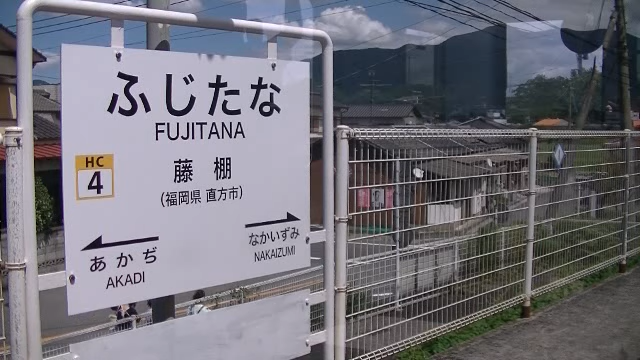 ふじたな
FUJITANA
HC
4
藤棚
(福岡県 直方市)
あかぢ
AKADI
なかいずみ
NAKAIZUMI